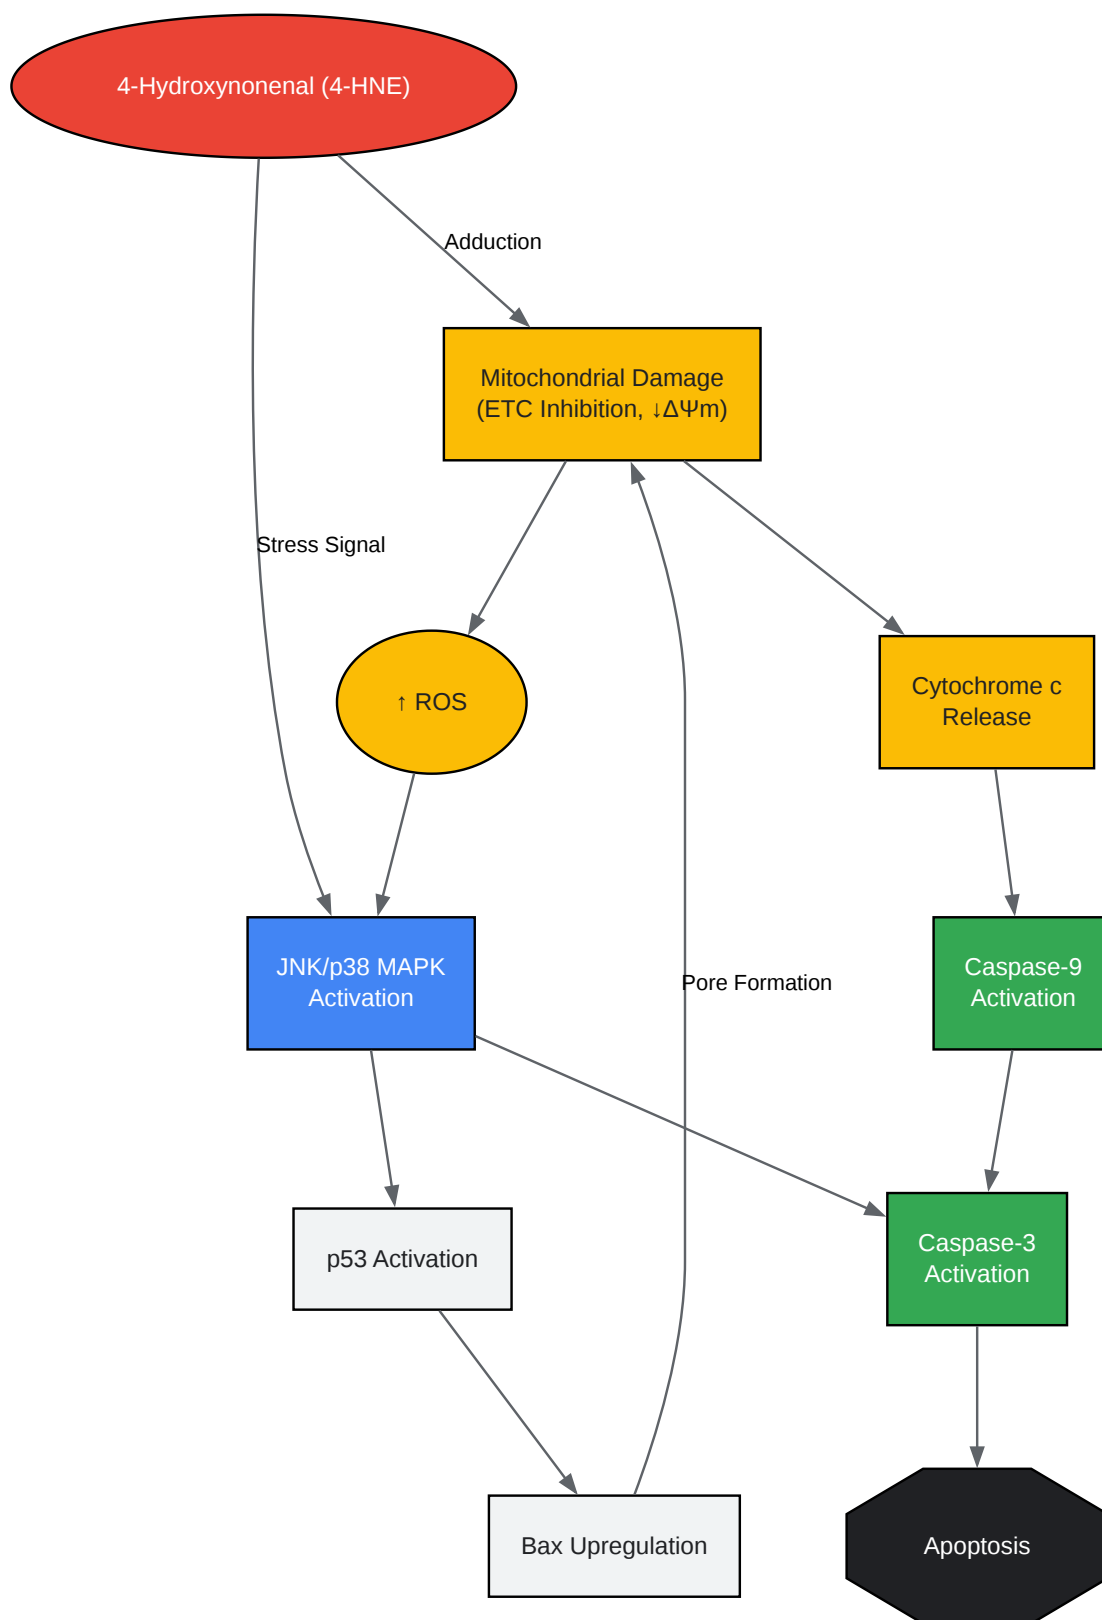 4-Hydroxynonenal (4-HNE)
Adduction
Mitochondrial Damage
(ETC Inhibition, ↓ΔΨm)
Stress Signal
↑ ROS
Cytochrome c
Release
JNK/p38 MAPK
Activation
Pore Formation
Caspase-9
Activation
p53 Activation
Caspase-3
Activation
Bax Upregulation
Apoptosis